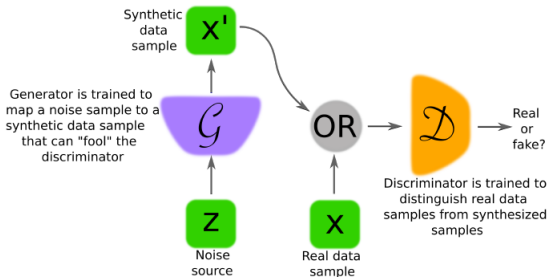 Synthetic
data
sample
x'
Generator is trained to
map a noise sample to a
synthetic data sample
that can "fool" the
discriminator
G
OR
D
Real
or
fake?
Discriminator is trained to
distinguish real data
samples from synthesized
samples
z
Noise
source
x
Real data
sample